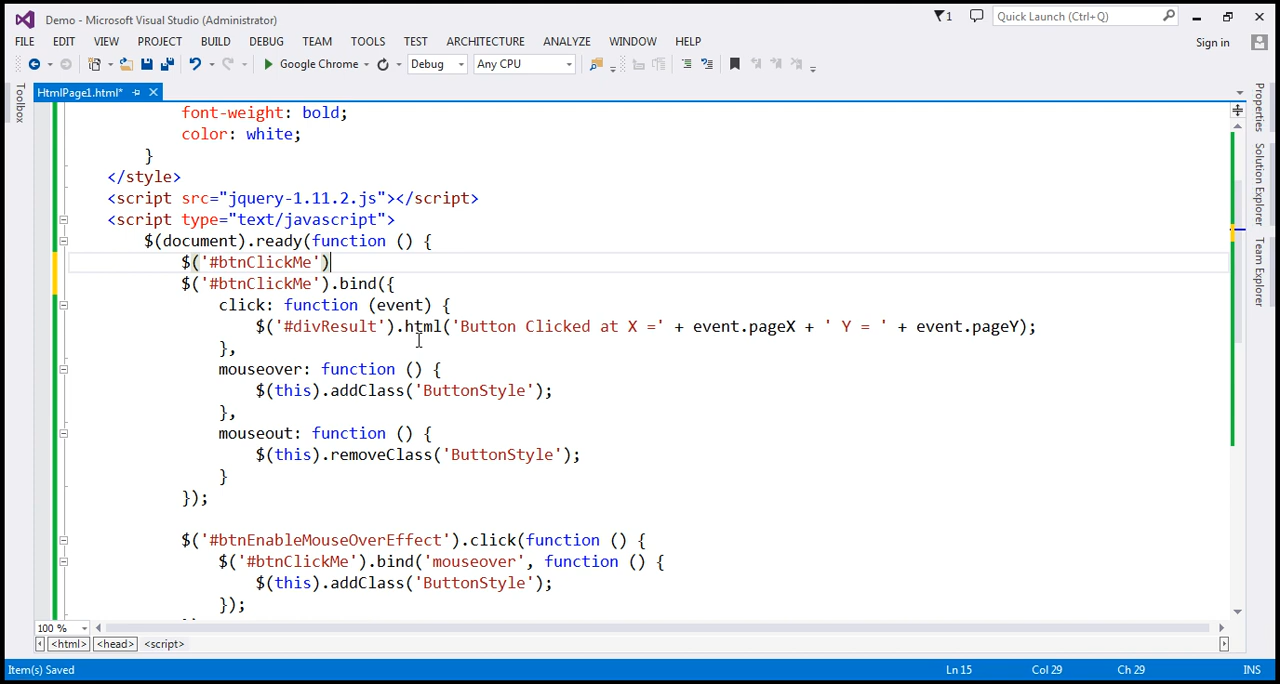 Demo - Microsoft Visual Studio (Administrator)
1
Quick Launch (Ctrl+Q)
FILE EDIT VIEW PROJECT BUILD DEBUG TEAM TOOLS TEST ARCHITECTURE ANALYZE WINDOW HELP
Sign in
Google Chrome Debug Any CPU
Toolbox
HtmlPage1.html*
Properties
Solution Explorer
Team Explorer
font-weight: bold;
color: white;
}
</style>
<script src="jquery-1.11.2.js"></script>
<script type="text/javascript">
$(document).ready(function () {
$('#btnClickMe')
$('#btnClickMe').bind({
click: function (event) {
$('#divResult').html('Button Clicked at X =' + event.pageX + ' Y = ' + event.pageY);
},
mouseover: function () {
$(this).addClass('ButtonStyle');
},
mouseout: function () {
$(this).removeClass('ButtonStyle');
}
});
$('#btnEnableMouseOverEffect').click(function () {
$('#btnClickMe').bind('mouseover', function () {
$(this).addClass('ButtonStyle');
});
100 %
<html> <head> <script>
Item(s) Saved
Ln 15 Col 29 Ch 29 INS